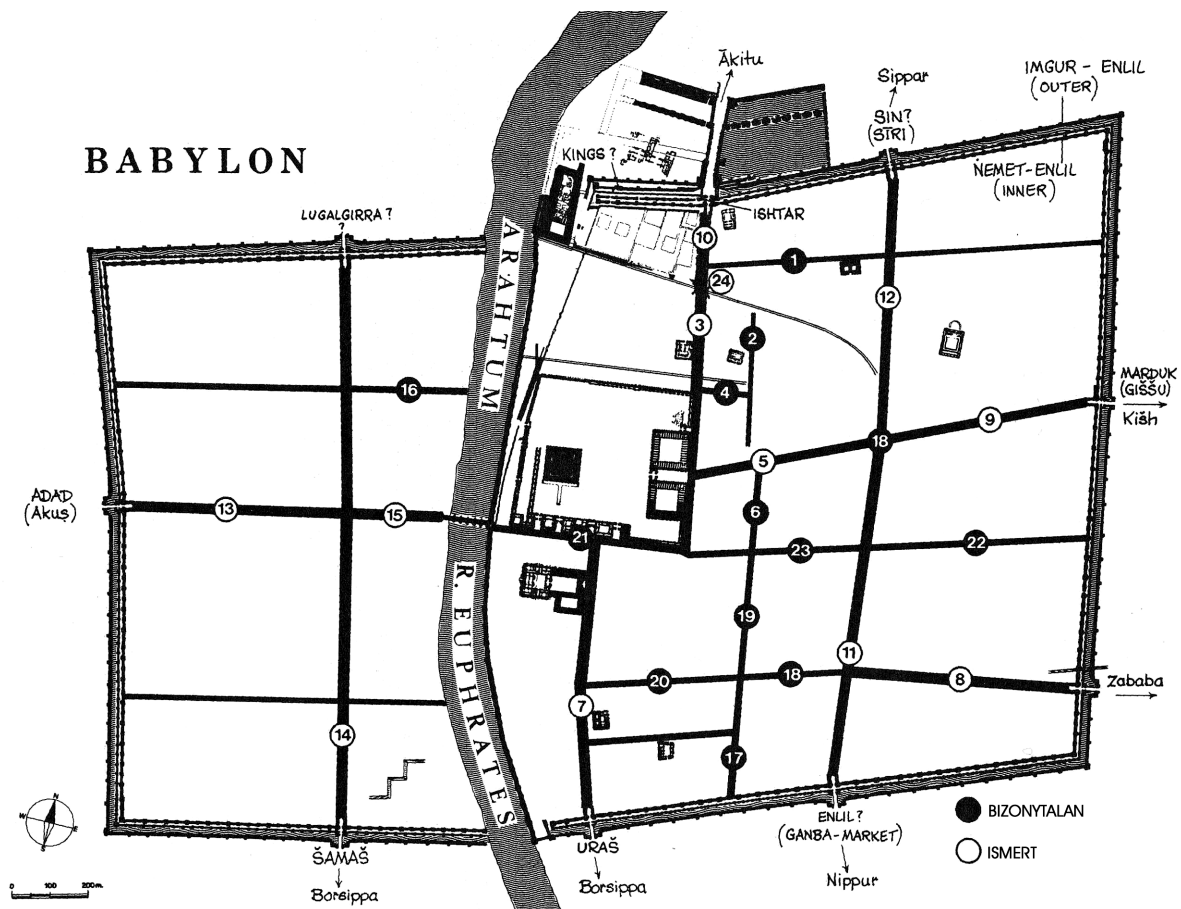 BABYLON
Ākitu
Sippar
SIN?
(SĪRI)
IMGUR - ENLIL
(OUTER)
NEMET-ENLIL
(INNER)
KINGS?
ISHTAR
LUGALGIRRA?
?
ARAHTUM
10
1
24
12
3
2
16
4
MARDUK
(GIŠŠU)
Kišh
9
18
5
ADAD
(Akuṣ)
13
15
6
21
23
22
R. EUPHRATES
19
11
20
18
8
Zababa
7
14
17
BIZONYTALAN
ISMERT
ENLIL?
(GANBA-MARKET)
Nippur
URAŠ
Borsippa
ŠAMAŠ
Borsippa
N
W
E
S
0 100 200m.